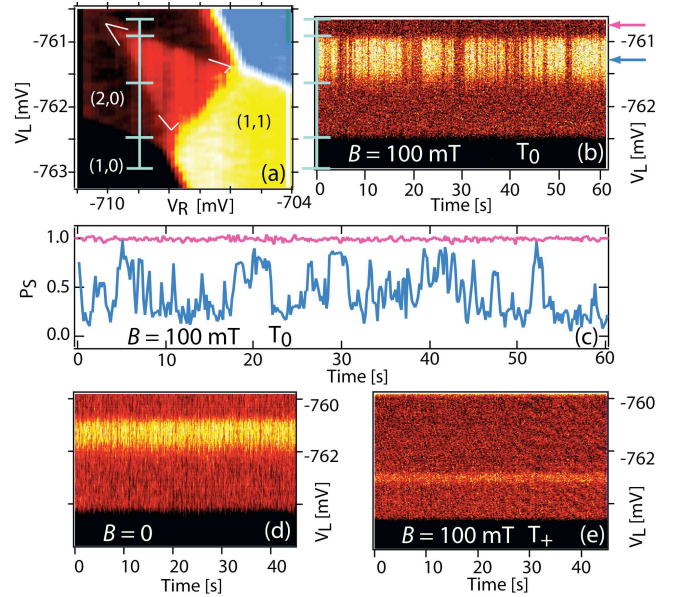 -761
V_L [mV]
-762
-763
(2,0)
(1,0)
(1,1)
(a)
-710
V_R [mV]
-704
B = 100 mT T_0 (b)
0 10 20 30 40 50 60
Time [s]
-761
-762
-763
V_L [mV]
1.0
P_S
0.5
0.0
B = 100 mT T_0 (c)
0 10 20 30 40 50 60
Time [s]
B = 0 (d)
0 10 20 30 40
Time [s]
-760
-762
V_L [mV]
B = 100 mT T_+ (e)
0 10 20 30 40
Time [s]
-760
-762
V_L [mV]